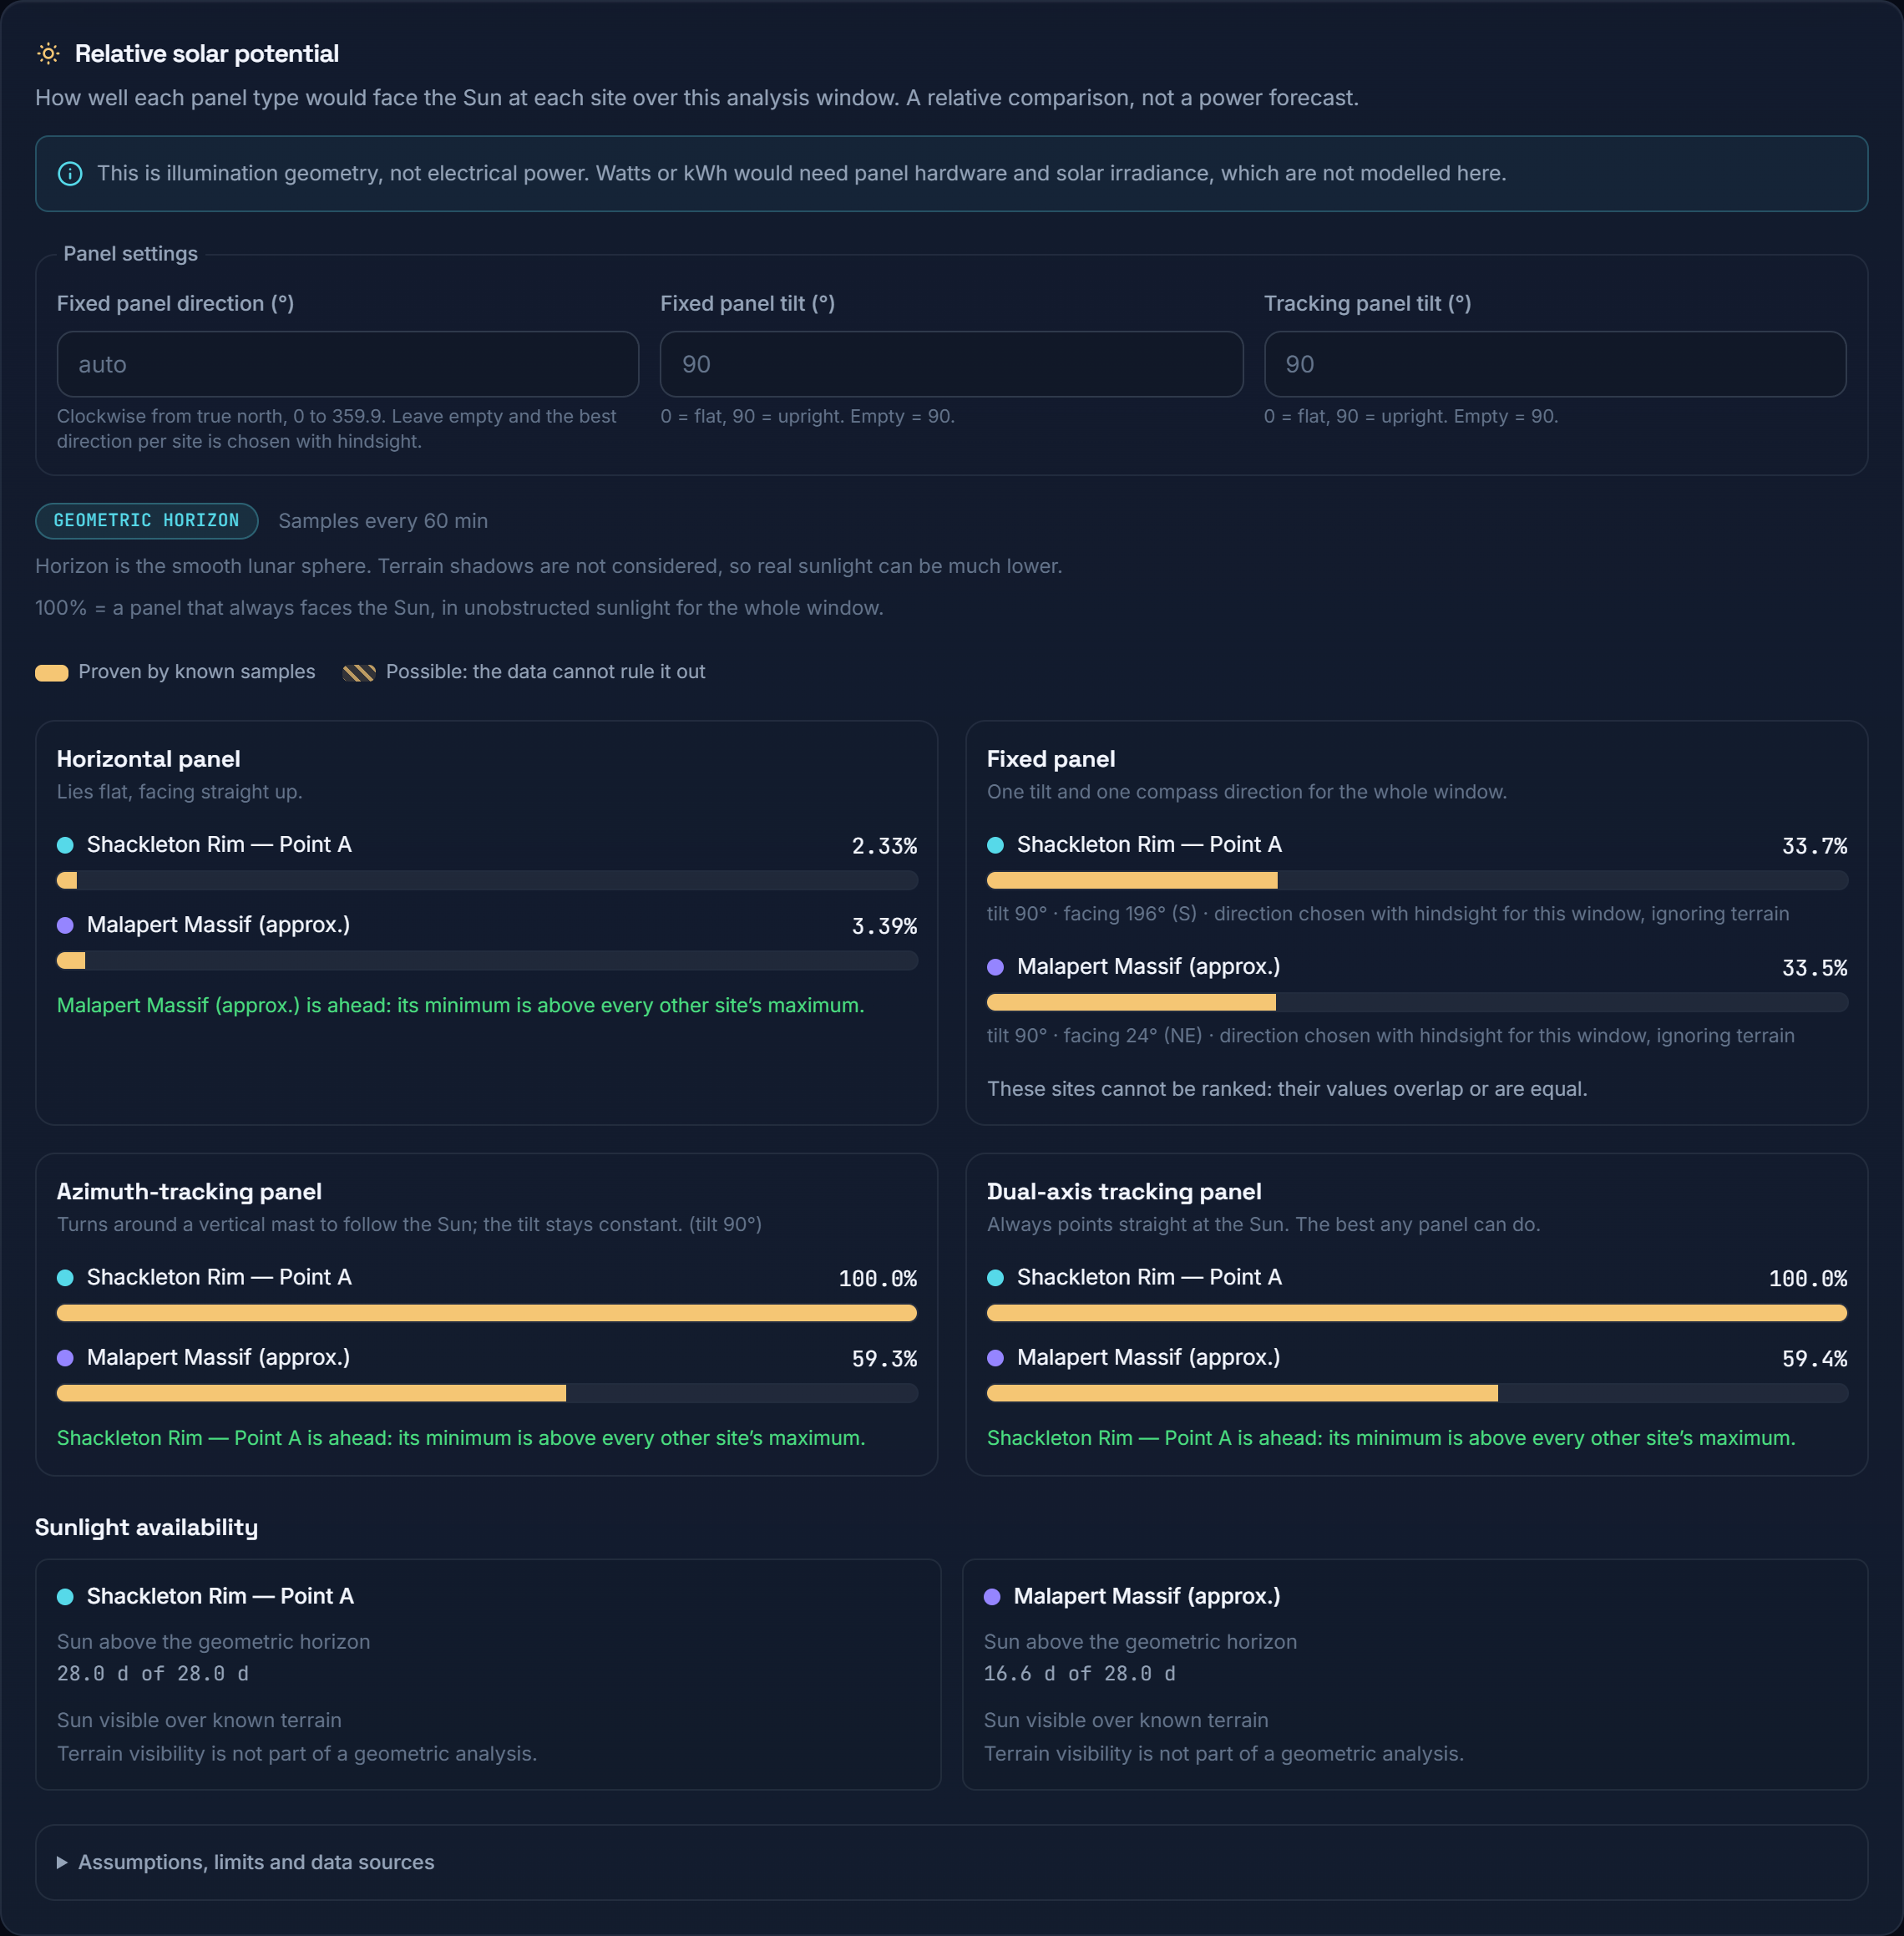 Relative solar potential
How well each panel type would face the Sun at each site over this analysis window. A relative comparison, not a power forecast.
This is illumination geometry, not electrical power. Watts or kWh would need panel hardware and solar irradiance, which are not modelled here.
Panel settings
Fixed panel direction (°)
auto
Clockwise from true north, 0 to 359.9. Leave empty and the best
direction per site is chosen with hindsight.
Fixed panel tilt (°)
90
0 = flat, 90 = upright. Empty = 90.
Tracking panel tilt (°)
90
0 = flat, 90 = upright. Empty = 90.
GEOMETRIC HORIZON Samples every 60 min
Horizon is the smooth lunar sphere. Terrain shadows are not considered, so real sunlight can be much lower.
100% = a panel that always faces the Sun, in unobstructed sunlight for the whole window.
Proven by known samples Possible: the data cannot rule it out
Horizontal panel
Lies flat, facing straight up.
Shackleton Rim — Point A 2.33%
Malapert Massif (approx.) 3.39%
Malapert Massif (approx.) is ahead: its minimum is above every other site’s maximum.
Fixed panel
One tilt and one compass direction for the whole window.
Shackleton Rim — Point A 33.7%
tilt 90° · facing 196° (S) · direction chosen with hindsight for this window, ignoring terrain
Malapert Massif (approx.) 33.5%
tilt 90° · facing 24° (NE) · direction chosen with hindsight for this window, ignoring terrain
These sites cannot be ranked: their values overlap or are equal.
Azimuth-tracking panel
Turns around a vertical mast to follow the Sun; the tilt stays constant. (tilt 90°)
Shackleton Rim — Point A 100.0%
Malapert Massif (approx.) 59.3%
Shackleton Rim — Point A is ahead: its minimum is above every other site’s maximum.
Dual-axis tracking panel
Always points straight at the Sun. The best any panel can do.
Shackleton Rim — Point A 100.0%
Malapert Massif (approx.) 59.4%
Shackleton Rim — Point A is ahead: its minimum is above every other site’s maximum.
Sunlight availability
Shackleton Rim — Point A
Sun above the geometric horizon
28.0 d of 28.0 d
Sun visible over known terrain
Terrain visibility is not part of a geometric analysis.
Malapert Massif (approx.)
Sun above the geometric horizon
16.6 d of 28.0 d
Sun visible over known terrain
Terrain visibility is not part of a geometric analysis.
Assumptions, limits and data sources